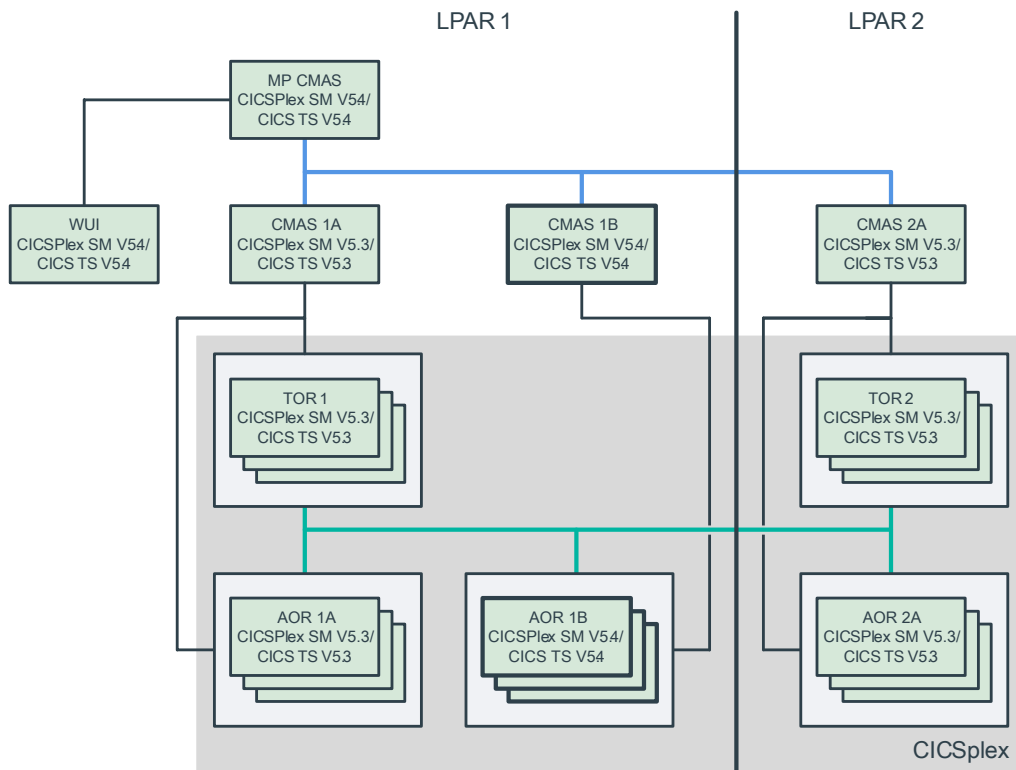 LPAR 1
LPAR 2
MP CMAS
CICSPlex SM V54/
CICS TS V54
WUI
CICSPlex SM V54/
CICS TS V54
CMAS 1A
CICSPlex SM V5.3/
CICS TS V53
CMAS 1B
CICSPlex SM V5.4/
CICS TS V54
CMAS 2A
CICSPlex SM V5.3/
CICS TS V53
TOR 1
CICSPlex SM V5.3/
CICS TS V53
TOR 2
CICSPlex SM V5.3/
CICS TS V53
AOR 1A
CICSPlex SM V5.3/
CICS TS V53
AOR 1B
CICSPlex SM V54/
CICS TS V54
AOR 2A
CICSPlex SM V5.3/
CICS TS V53
CICSplex